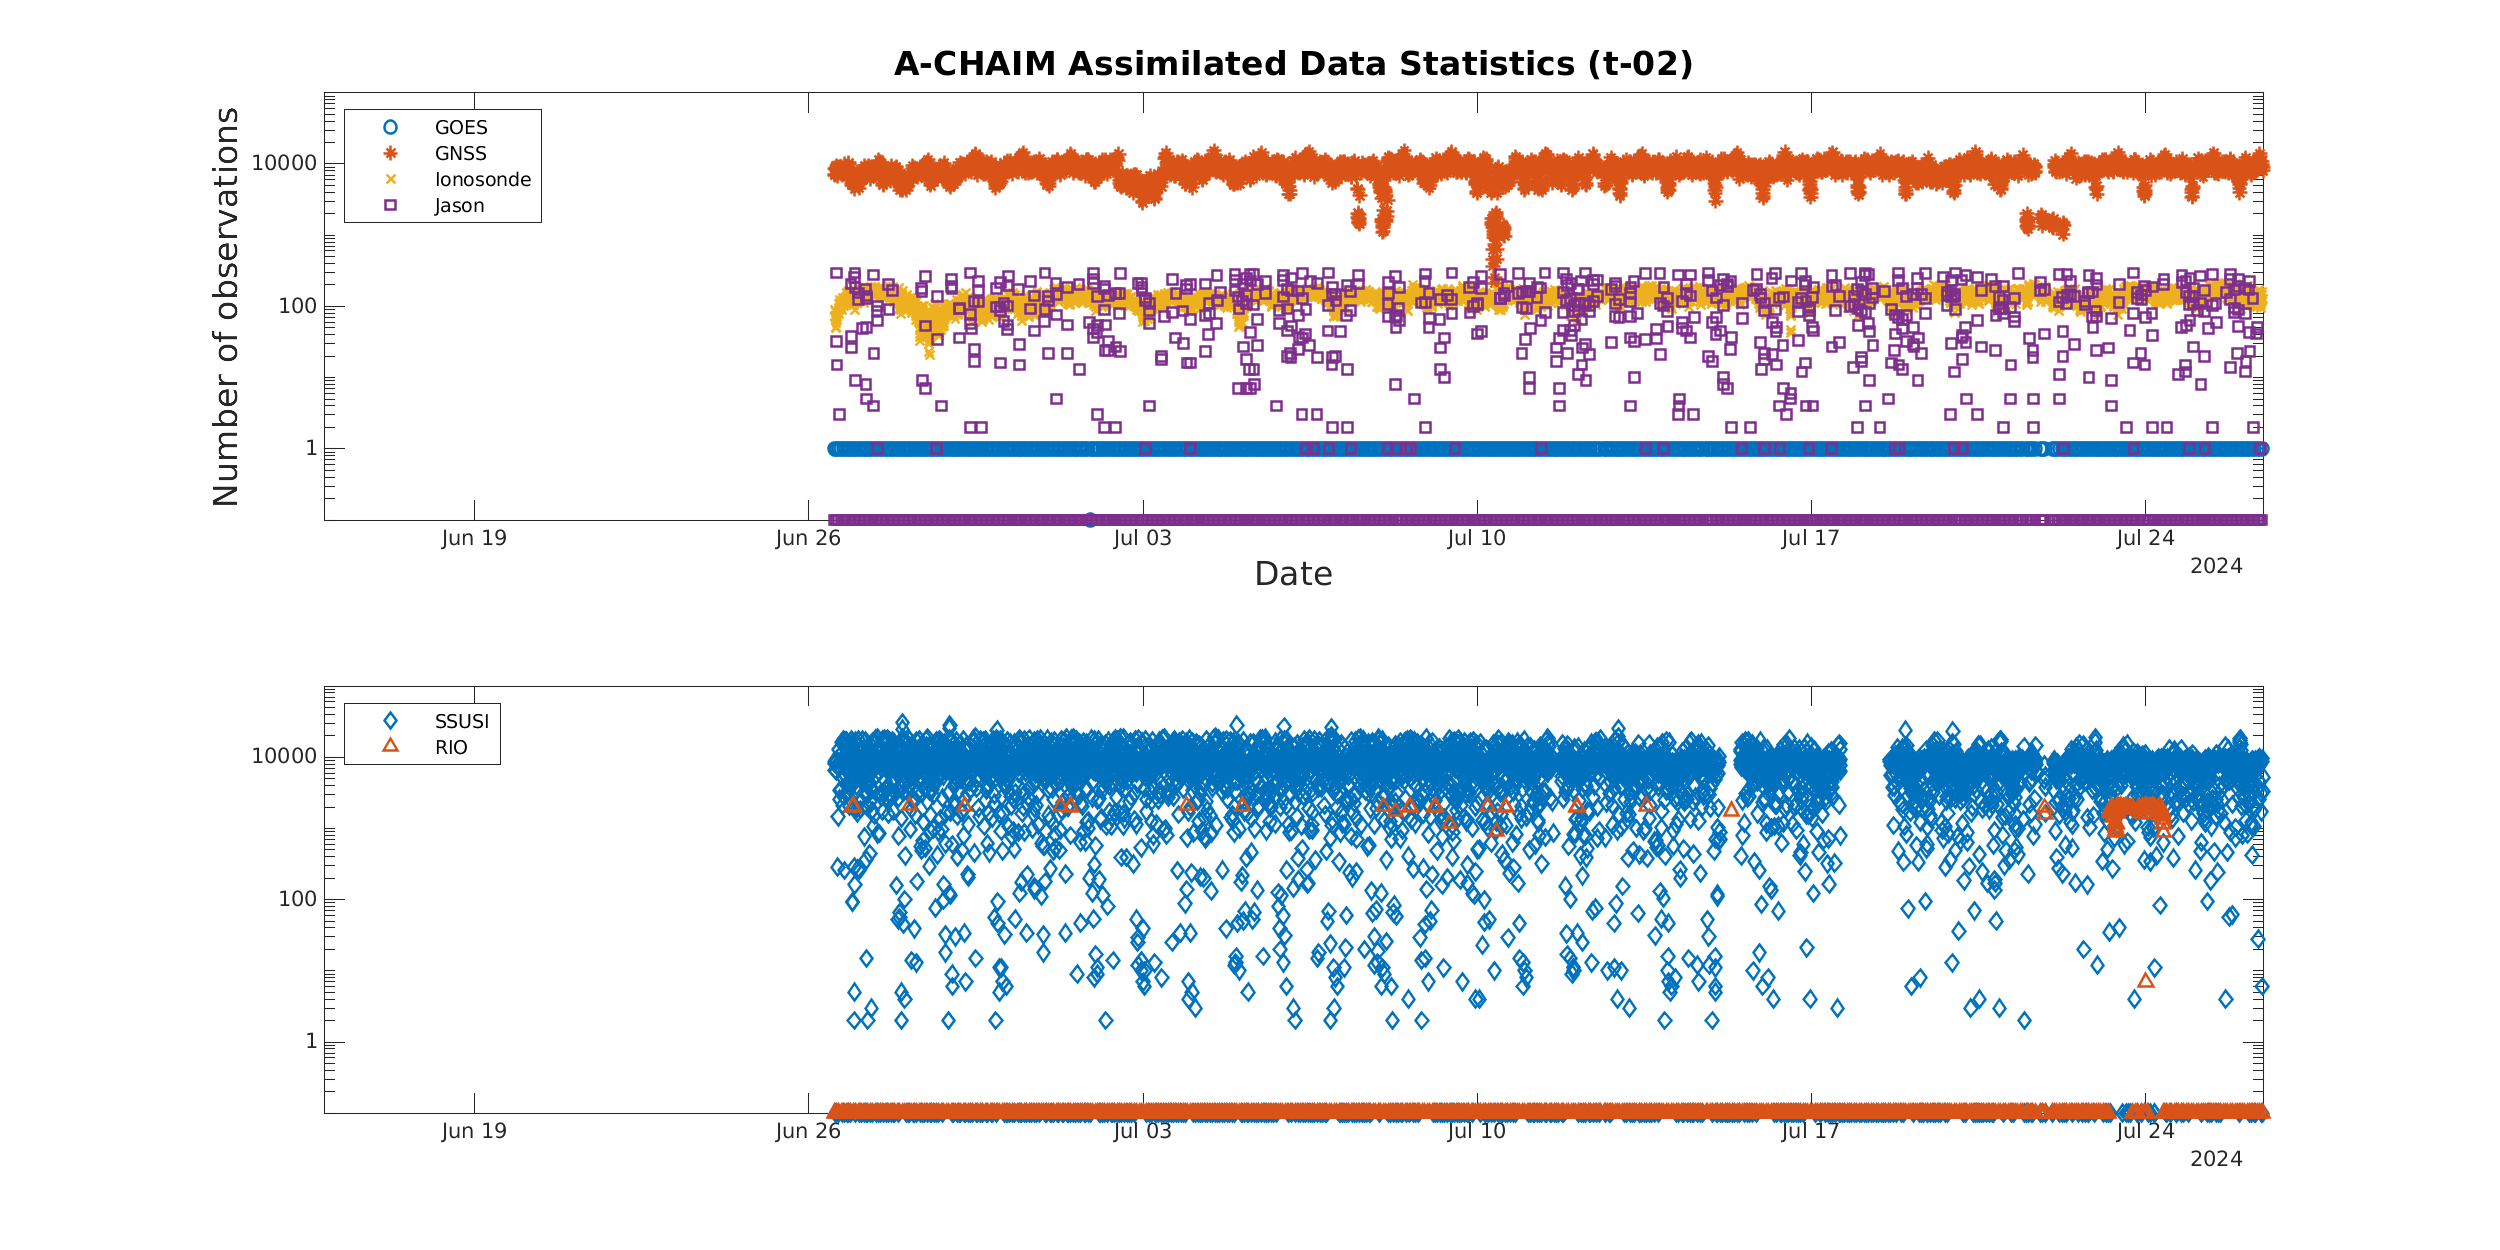 A-CHAIM Assimilated Data Statistics (t-02)
Number of observations
10000
100
1
GOES
GNSS
Ionosonde
Jason
Jun 19
Jun 26
Jul 03
Jul 10
Jul 17
Jul 24
2024
Date
10000
100
1
SSUSI
RIO
Jun 19
Jun 26
Jul 03
Jul 10
Jul 17
Jul 24
2024